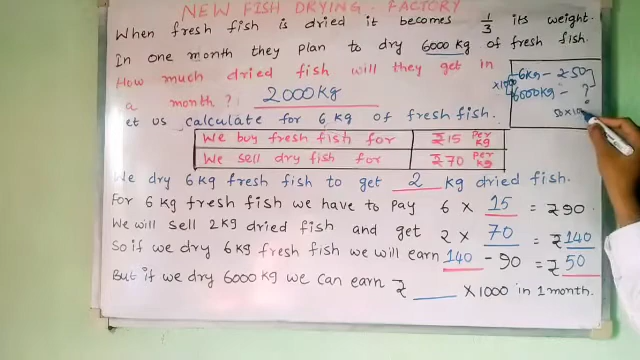 NEW FISH DRYING FACTORY
When fresh fish is dried it becomes 1/3 its weight.
In one month they plan to dry 6000 kg of fresh fish.
How much dried fish will they get in
a month? 2000 kg
Let us calculate for 6 kg of fresh fish.
We buy fresh fish for ₹15 per kg
We sell dry fish for ₹70 per kg
We dry 6kg fresh fish to get 2 kg dried fish.
For 6 kg fresh fish we have to pay 6 × 15 = ₹90.
We will sell 2kg dried fish and get 2 × 70 = ₹140
So if we dry 6kg fresh fish we will earn 140 - 90 = ₹50
But if we dry 6000 kg we can earn ₹ ____ ×1000 in 1 month.
×1000
6kg - ₹50
6000kg - ?
50×